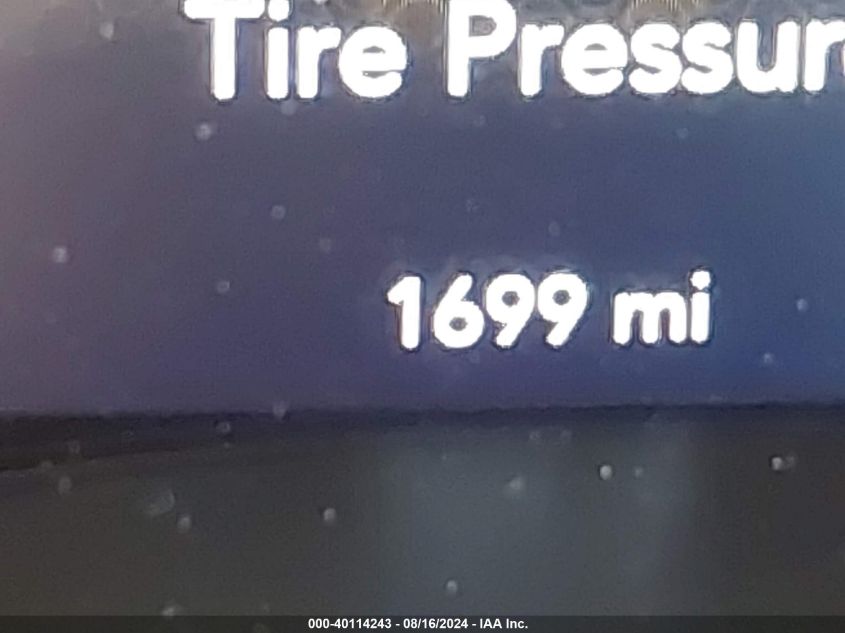 Tire Pressur
1699 mi
000-40114243 - 08/16/2024 - IAA Inc.